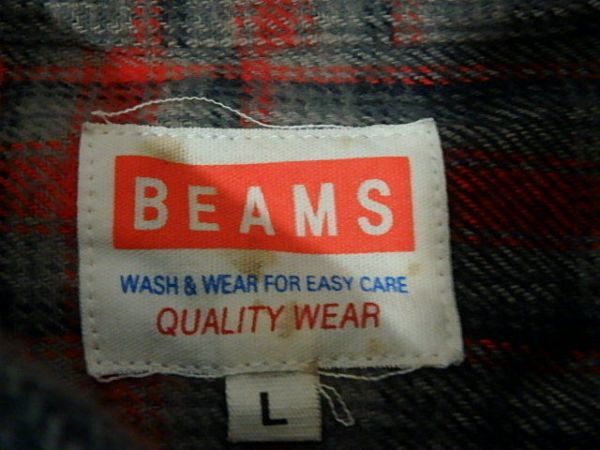 BEAMS
WASH & WEAR FOR EASY CARE
QUALITY WEAR
L